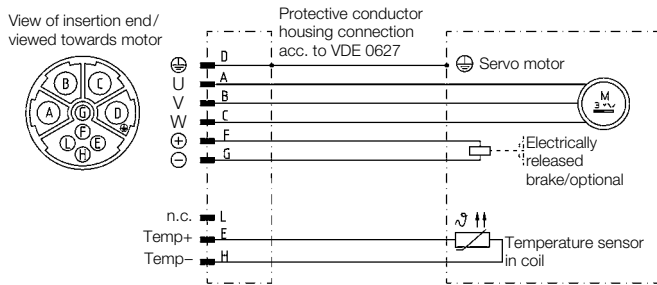 View of insertion end/
viewed towards motor
Protective conductor
housing connection
acc. to VDE 0627
B C
A G D
F
L E
H
D
Servo motor
U A
V B
W C
M
3 ~
+ F
− G
Electrically
released
brake/optional
n.c. L
Temp+ E
Temp− H
ϑ
Temperature sensor
in coil